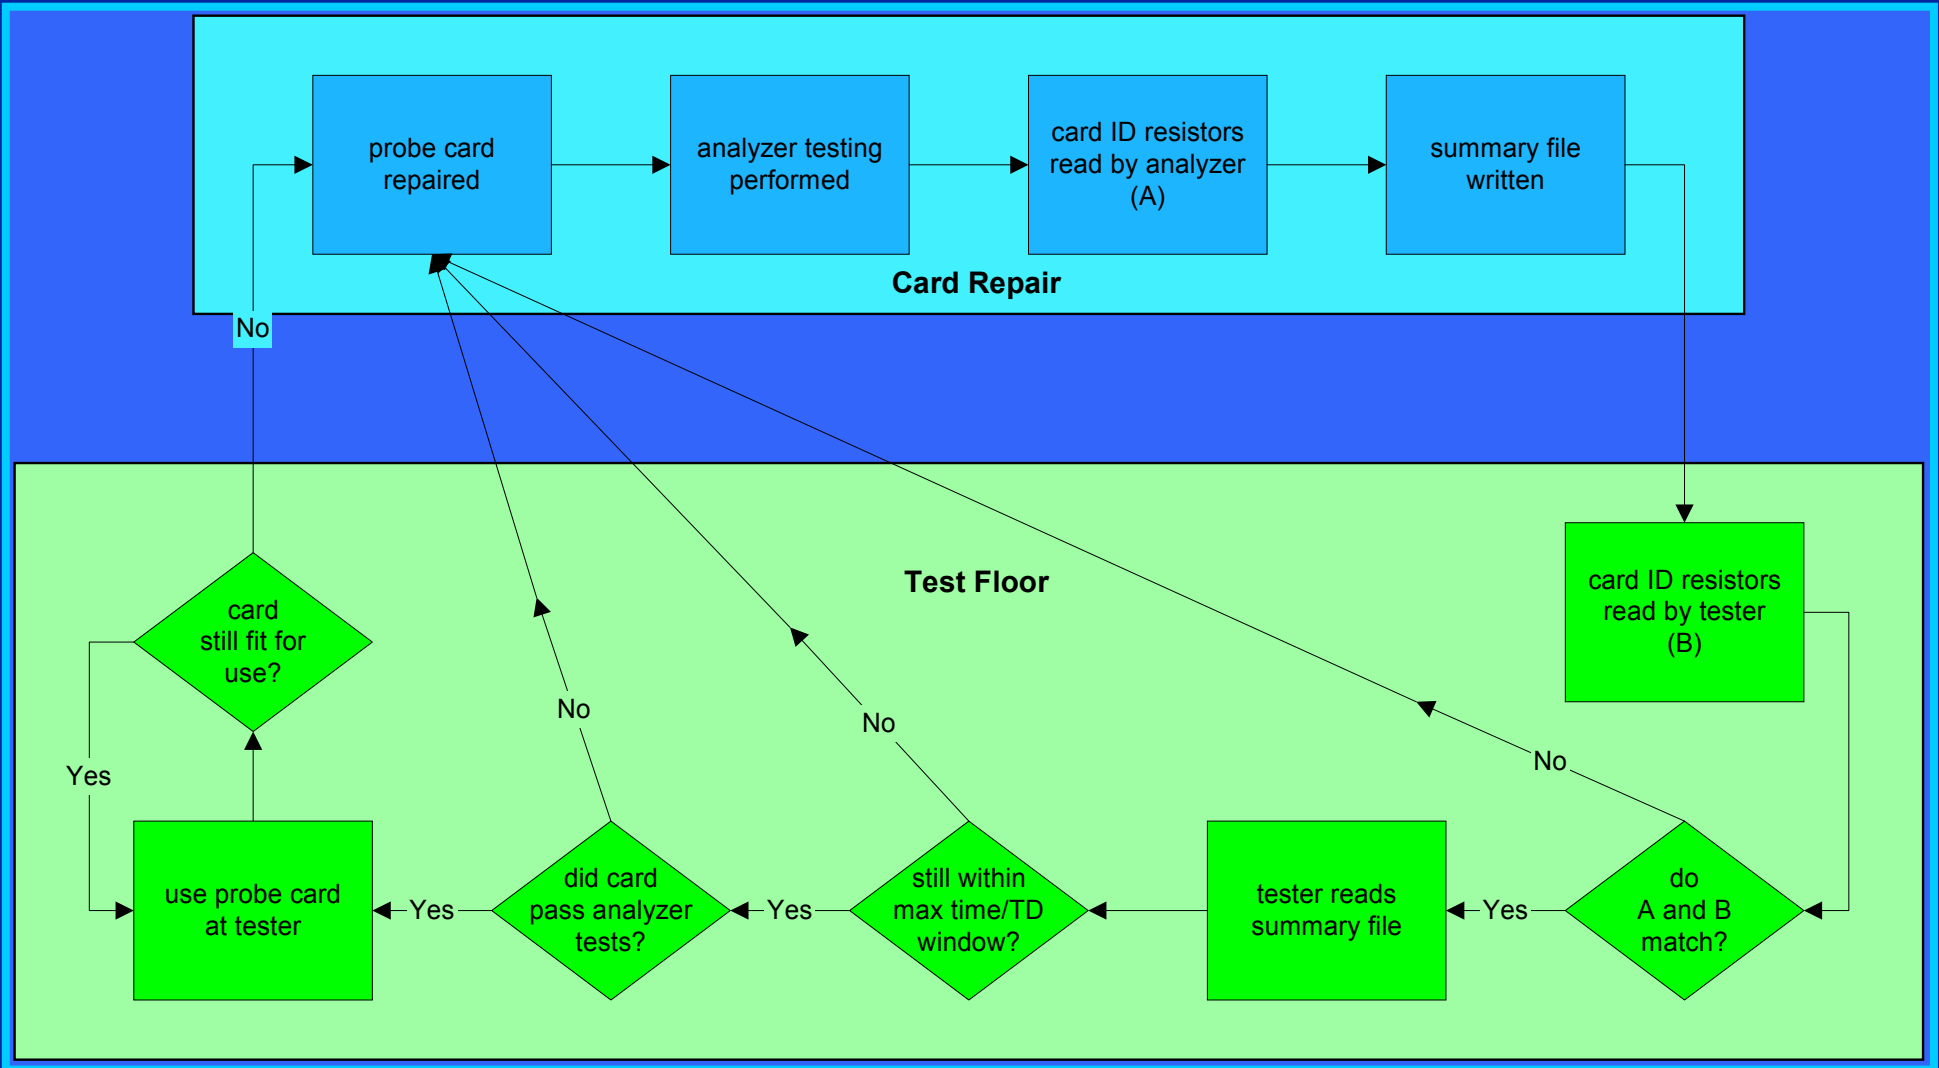 probe card
repaired
analyzer testing
performed
card ID resistors
read by analyzer
(A)
summary file
written
Card Repair
No
Test Floor
card ID resistors
read by tester
(B)
card
still fit for
use?
No
No
No
Yes
use probe card
at tester
Yes
did card
pass analyzer
tests?
Yes
still within
max time/TD
window?
tester reads
summary file
Yes
do
A and B
match?